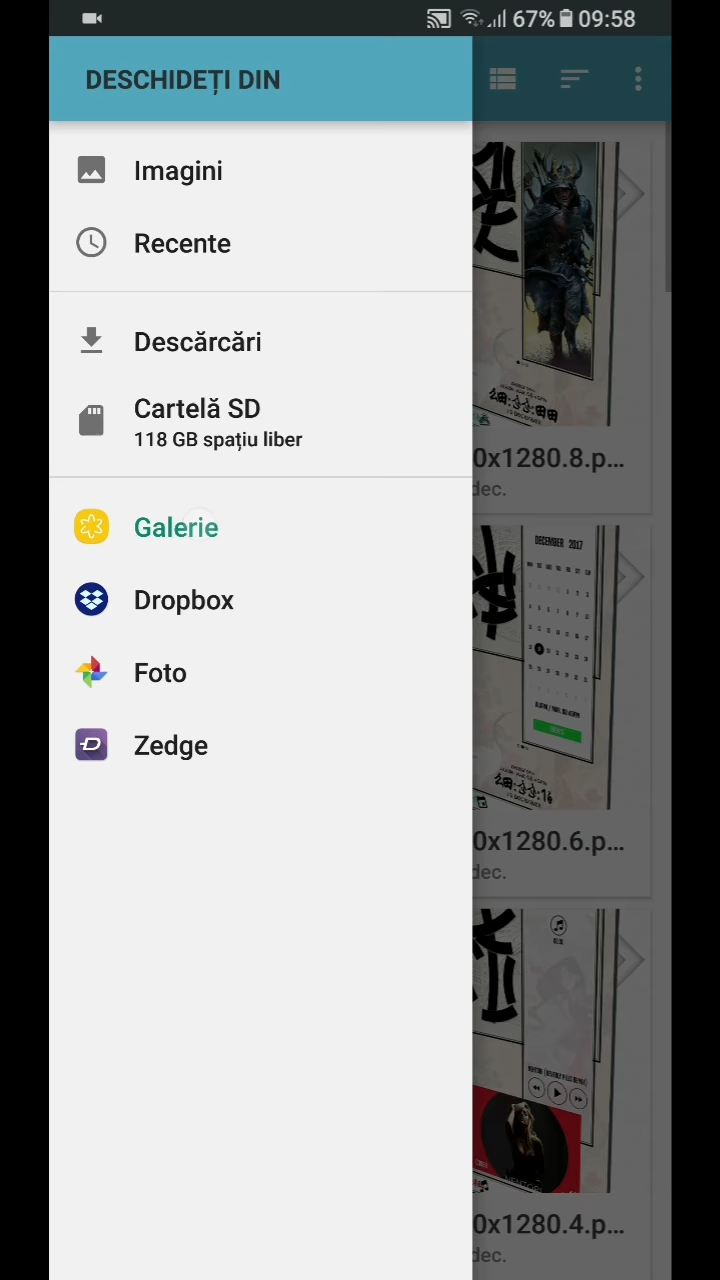 67% 09:58
DESCHIDEȚI DIN
Imagini
Recente
Descărcări
Cartelă SD
118 GB spațiu liber
Galerie
Dropbox
Foto
Zedge
0x1280.8.p...
dec.
DECEMBER 2017
0x1280.6.p...
dec.
0x1280.4.p...
dec.